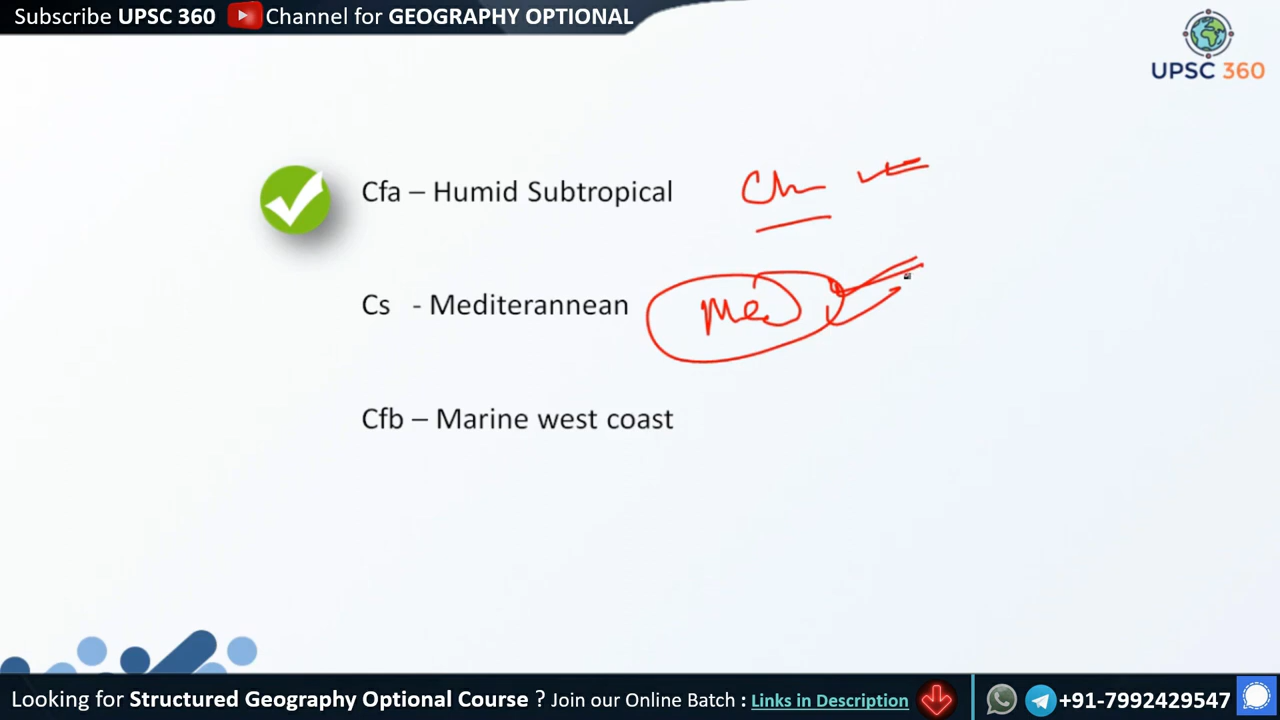 Subscribe UPSC 360 Channel for GEOGRAPHY OPTIONAL
UPSC 360
Cfa – Humid Subtropical
Cs - Mediterannean
Med
Cfb – Marine west coast
Looking for Structured Geography Optional Course ? Join our Online Batch : Links in Description +91-7992429547